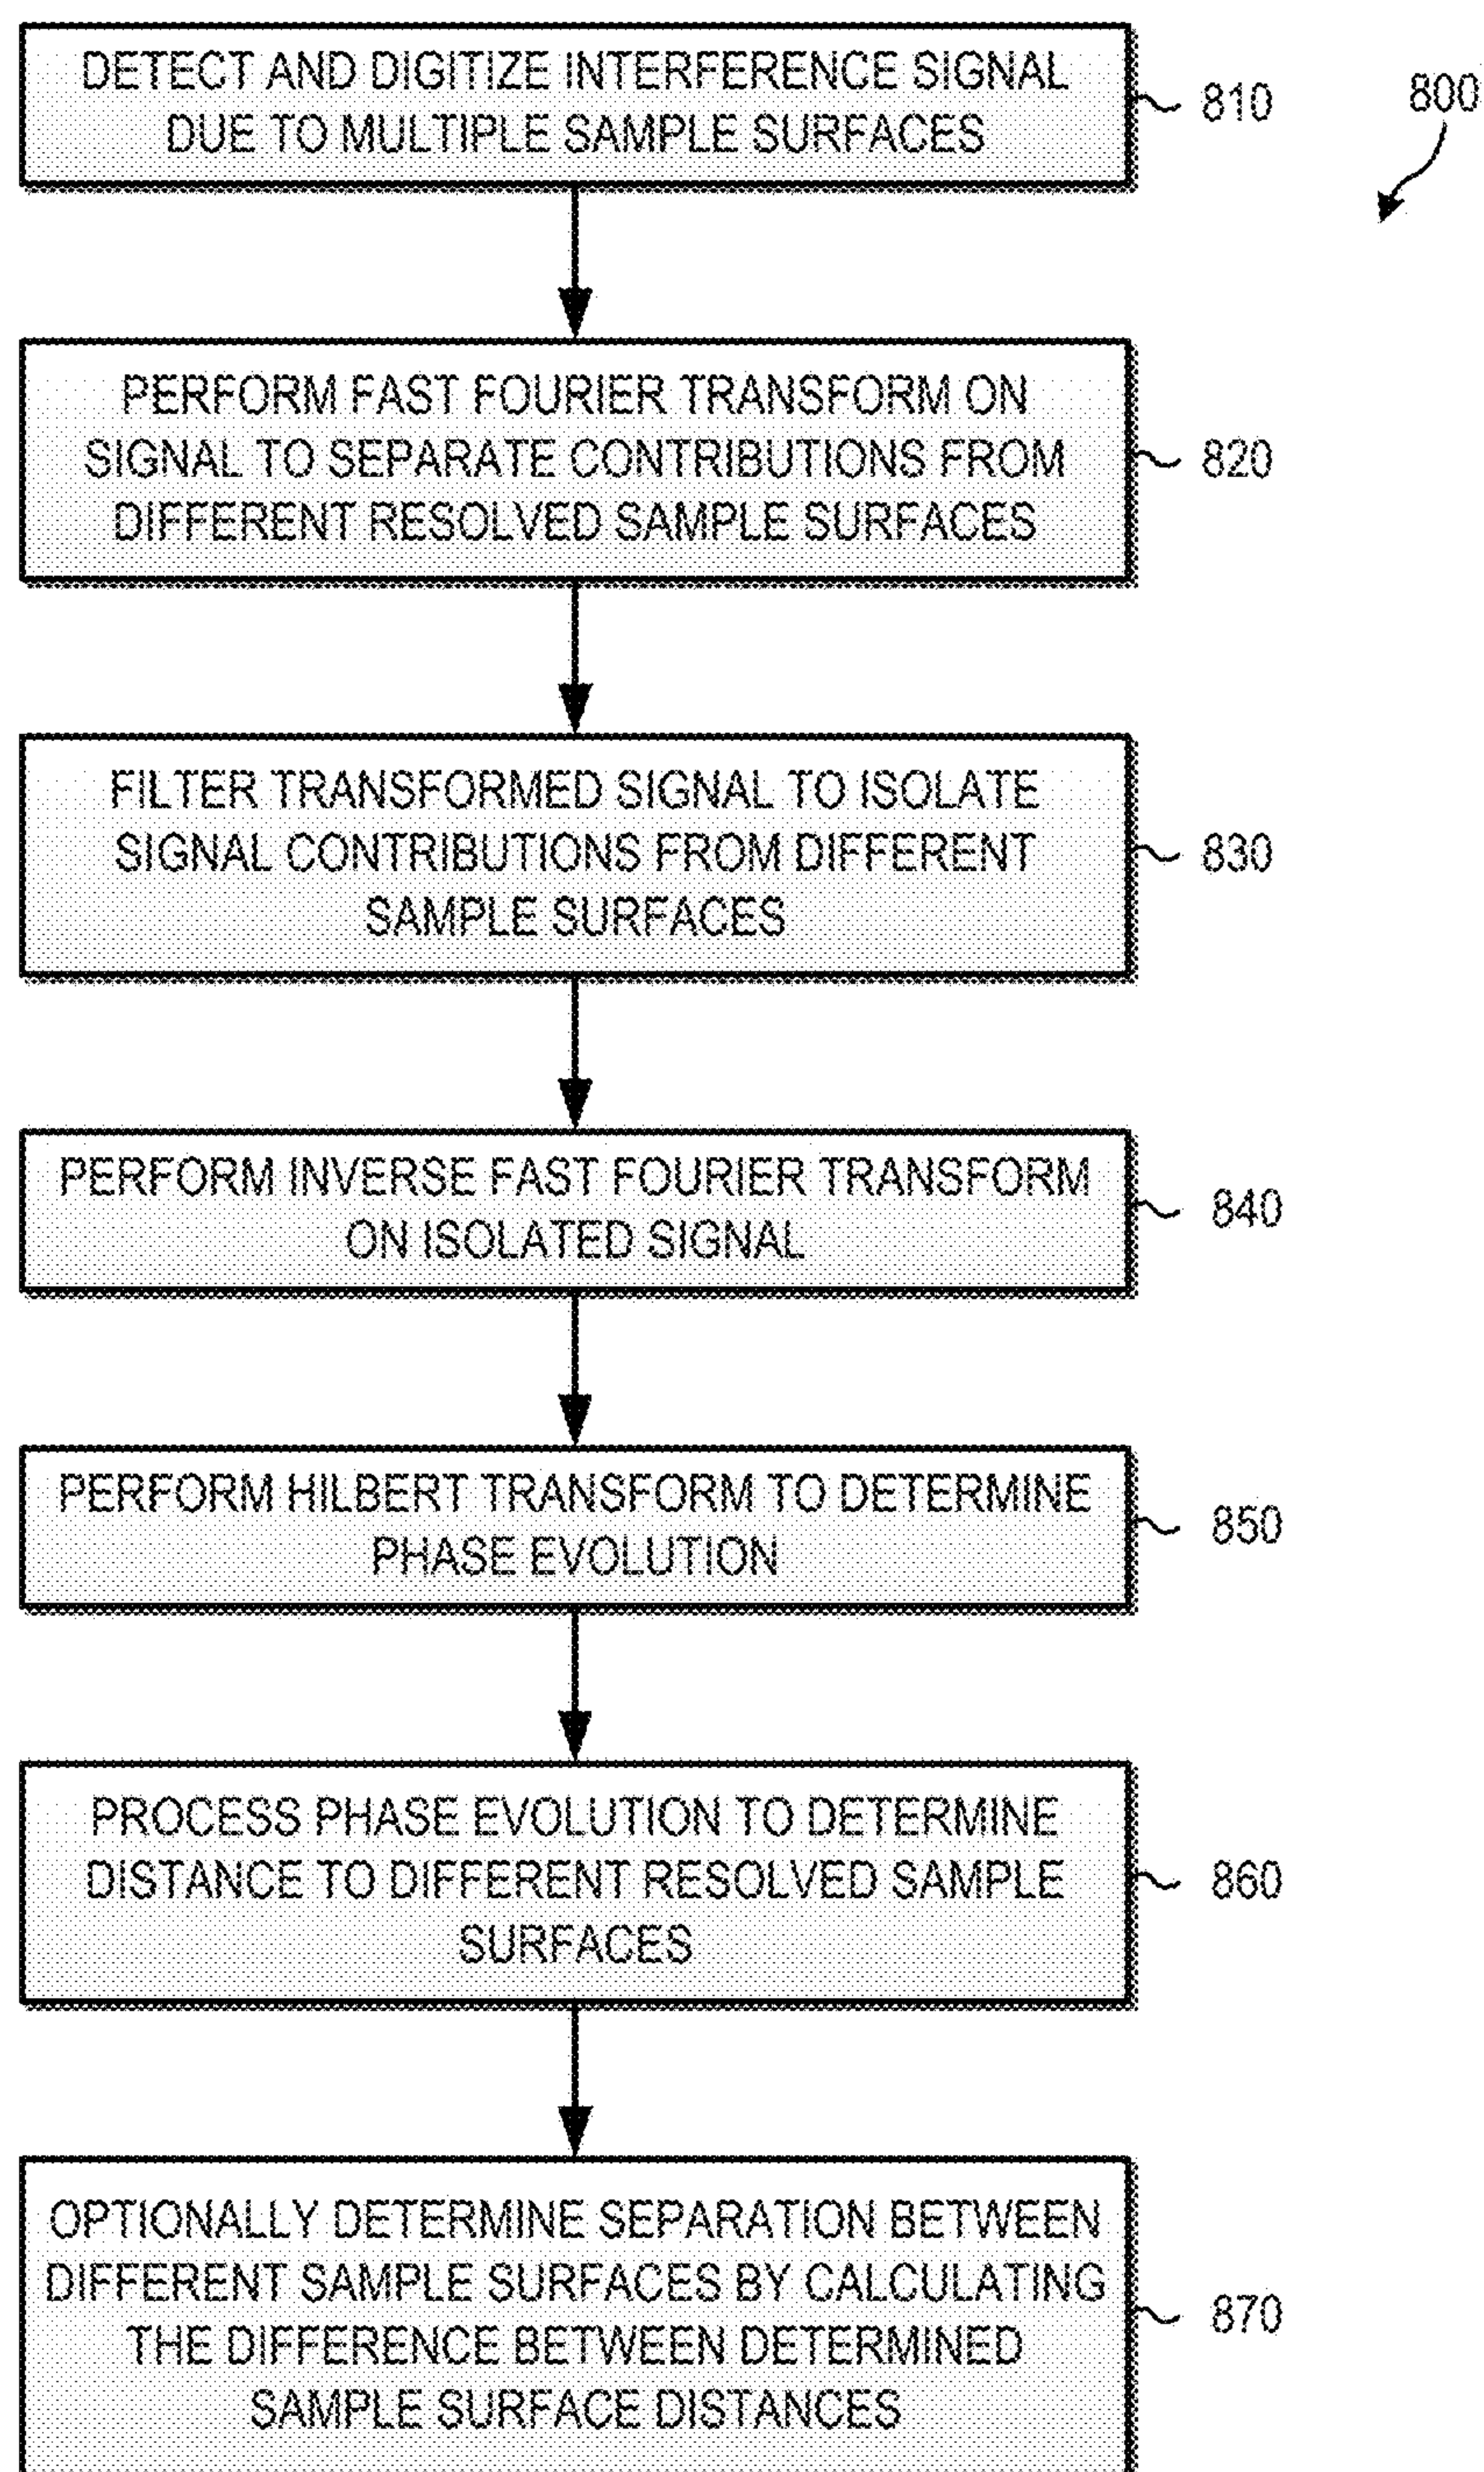 DETECT AND DIGITIZE INTERFERENCE SIGNAL
DUE TO MULTIPLE SAMPLE SURFACES
810
800
PERFORM FAST FOURIER TRANSFORM ON
SIGNAL TO SEPARATE CONTRIBUTIONS FROM
DIFFERENT RESOLVED SAMPLE SURFACES
820
FILTER TRANSFORMED SIGNAL TO ISOLATE
SIGNAL CONTRIBUTIONS FROM DIFFERENT
SAMPLE SURFACES
830
PERFORM INVERSE FAST FOURIER TRANSFORM
ON ISOLATED SIGNAL
840
PERFORM HILBERT TRANSFORM TO DETERMINE
PHASE EVOLUTION
850
PROCESS PHASE EVOLUTION TO DETERMINE
DISTANCE TO DIFFERENT RESOLVED SAMPLE
SURFACES
860
OPTIONALLY DETERMINE SEPARATION BETWEEN
DIFFERENT SAMPLE SURFACES BY CALCULATING
THE DIFFERENCE BETWEEN DETERMINED
SAMPLE SURFACE DISTANCES
870